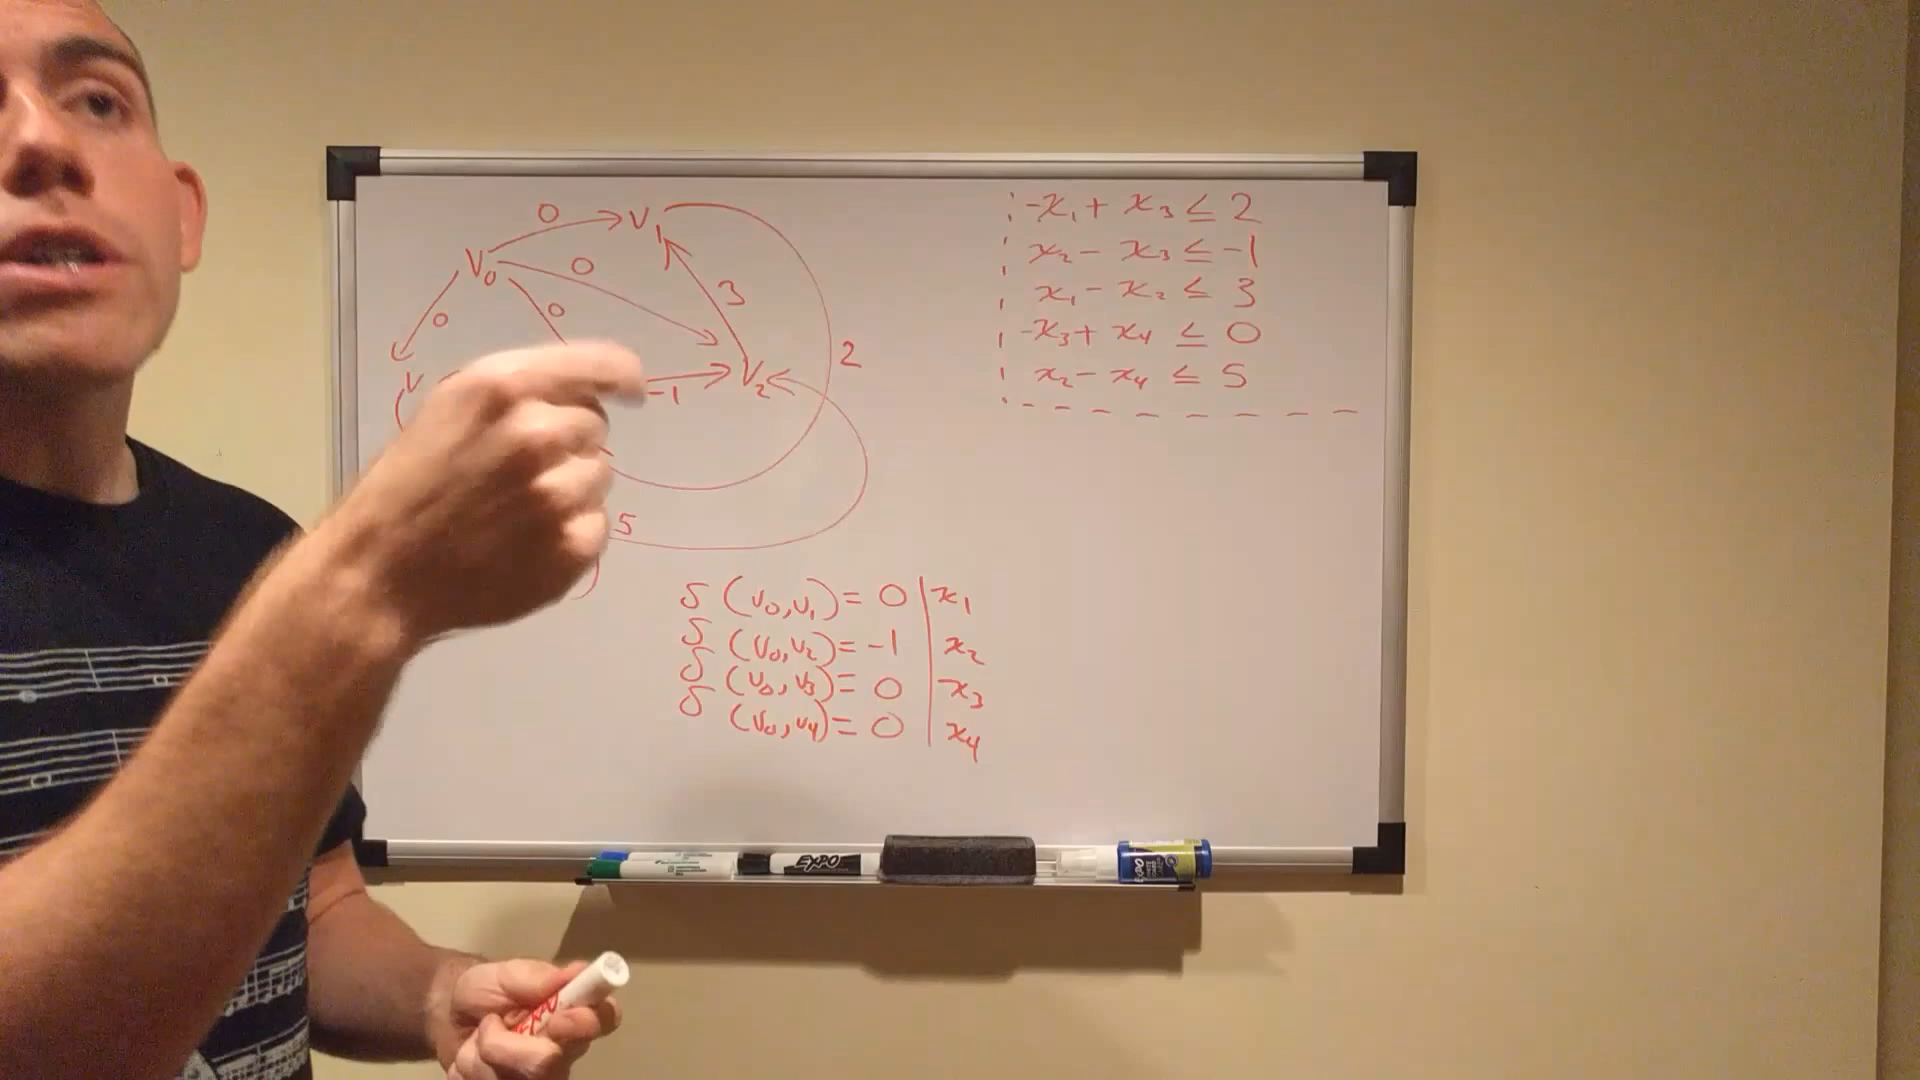 0
V₁
V₀
0
0
0
3
2
V
-1
V₂
5
-x₁ + x₃ ≤ 2
x₂ - x₃ ≤ -1
x₁ - x₂ ≤ 3
-x₃ + x₄ ≤ 0
x₂ - x₄ ≤ 5
δ (v₀,v₁) = 0 | x₁
δ (v₀,v₂) = -1 | x₂
δ (v₀,v₃) = 0 | x₃
δ (v₀,v₄) = 0 | x₄
EXPO
EXPO